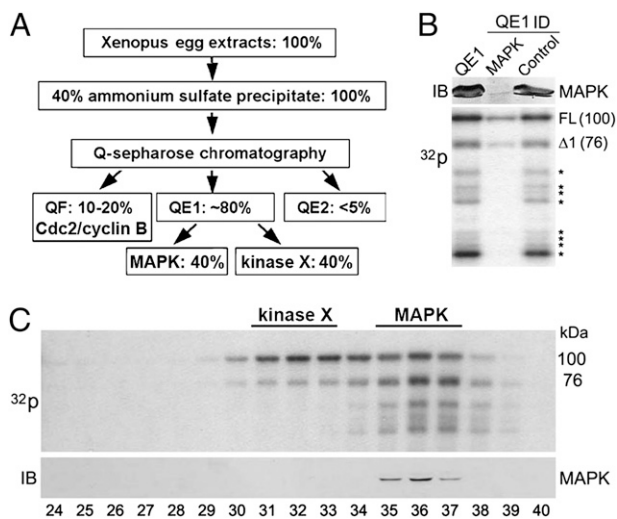 A
Xenopus egg extracts: 100%
40% ammonium sulfate precipitate: 100%
Q-sepharose chromatography
QF: 10-20%
Cdc2/cyclin B
QE1: ~80%
QE2: <5%
MAPK: 40%
kinase X: 40%
B
QE1 ID
QE1 MAPK Control
IB MAPK
FL (100)
Δ1 (76)
32p
*
*
*
*
*
*
*
*
C
kinase X MAPK
kDa
100
76
32p
IB MAPK
24 25 26 27 28 29 30 31 32 33 34 35 36 37 38 39 40